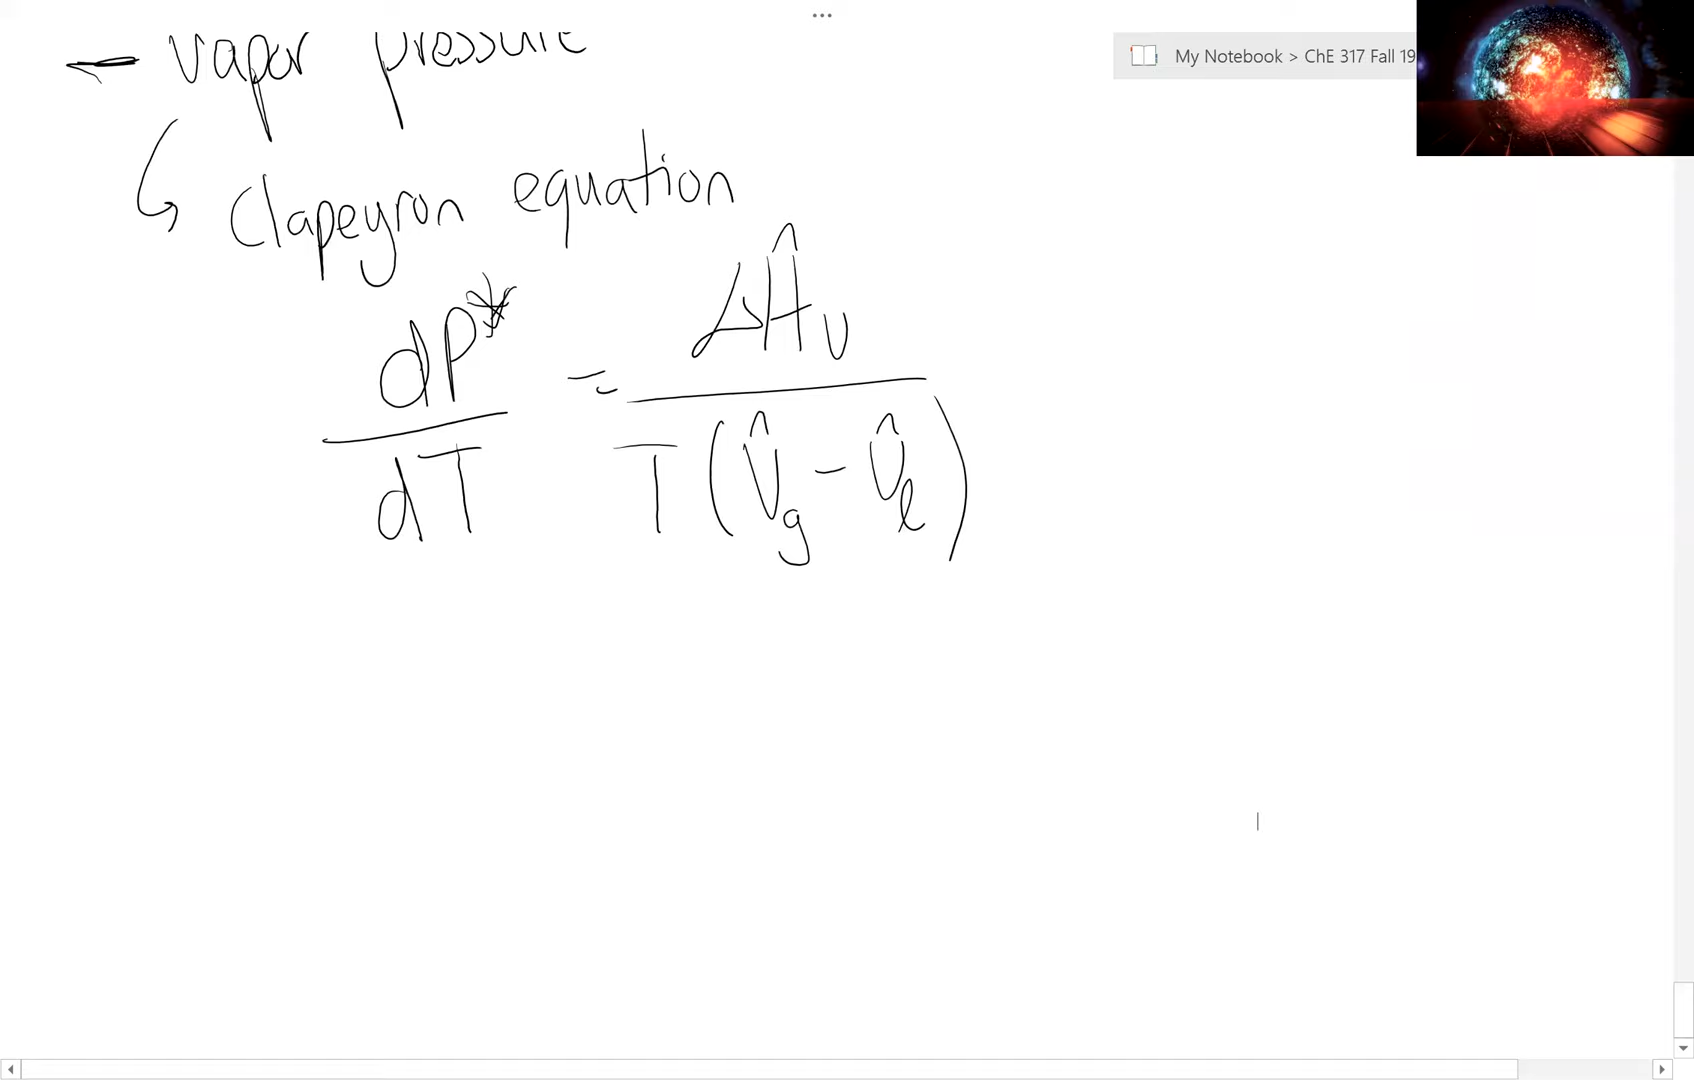 - vapor pressure
My Notebook > ChE 317 Fall 19
Clapeyron equation
dP*/dT = ΔĤv / T(V̂g - V̂l)